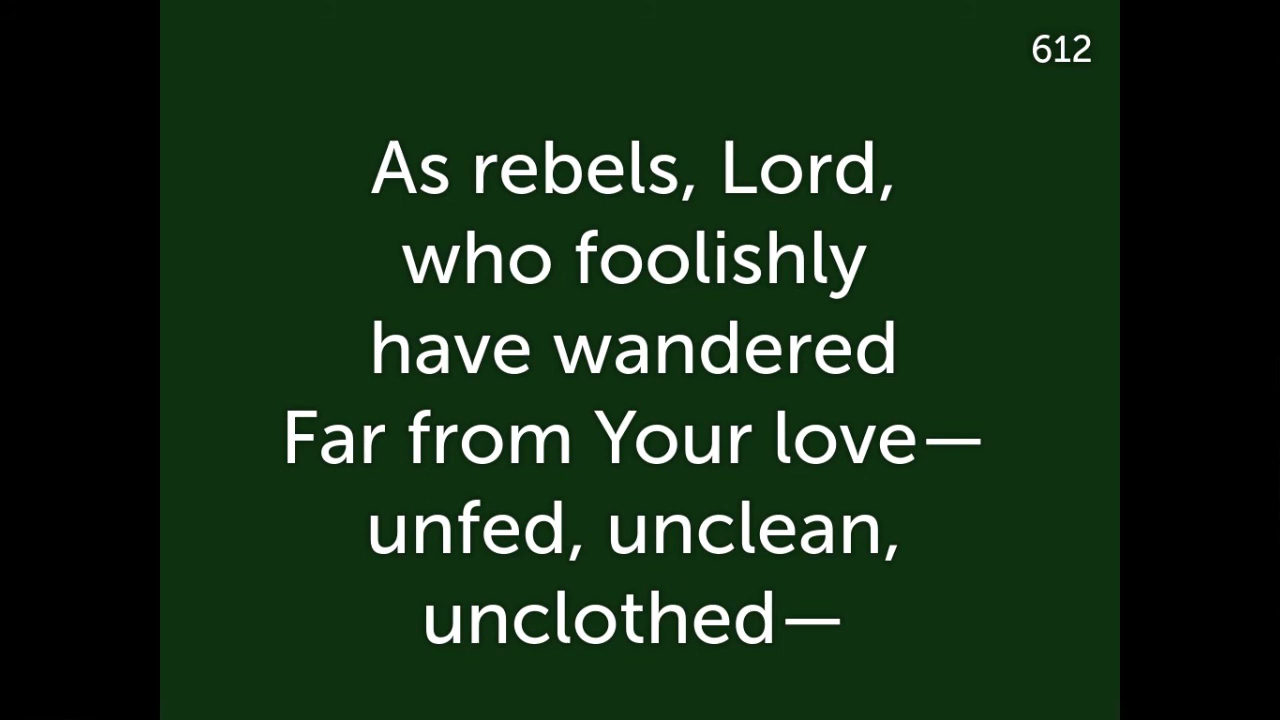 612
As rebels, Lord,
who foolishly
have wandered
Far from Your love—
unfed, unclean,
unclothed—